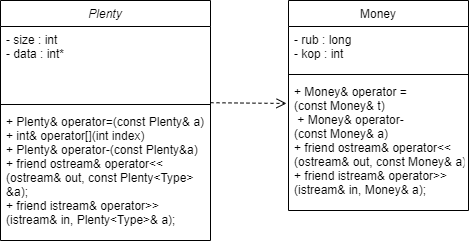 Plenty
- size : int
- data : int*
+ Plenty& operator=(const Plenty& a)
+ int& operator[](int index)
+ Plenty& operator-(const Plenty&a)
+ friend ostream& operator<<
(ostream& out, const Plenty<Type>
&a);
+ friend istream& operator>>
(istream& in, Plenty<Type>& a);
Money
- rub : long
- kop : int
+ Money& operator =
(const Money& t)
+ Money& operator-
(const Money& a)
+ friend ostream& operator<<
(ostream& out, const Money& a)
+ friend istream& operator>>
(istream& in, Money& a);